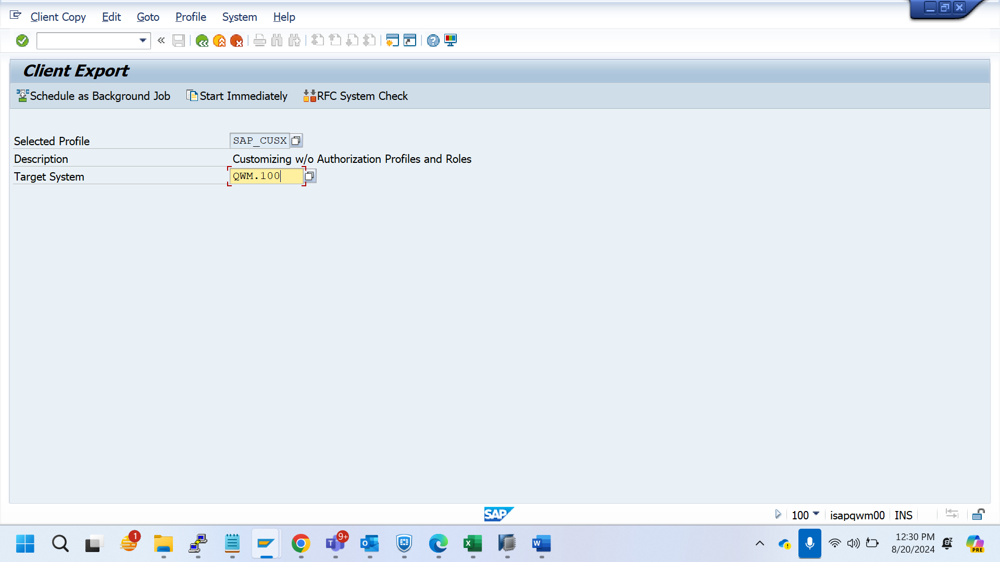 Client Copy Edit Goto Profile System Help
Client Export
Schedule as Background Job Start Immediately RFC System Check
Selected Profile SAP_CUSX
Description Customizing w/o Authorization Profiles and Roles
Target System QWM.100
SAP 100 isapqwm00 INS
1 9+ 12:30 PM
8/20/2024
PRE